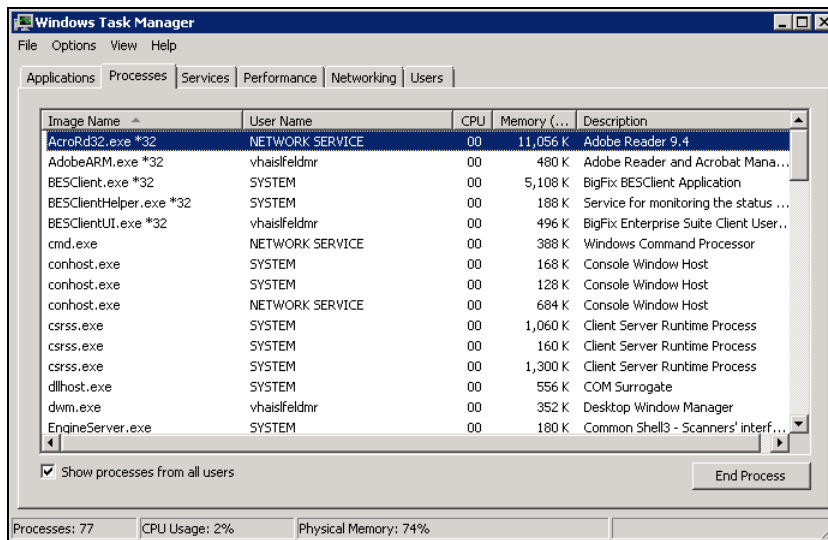 Windows Task Manager
File Options View Help
Applications Processes Services Performance Networking Users
Image Name User Name CPU Memory (... Description
AcroRd32.exe *32 NETWORK SERVICE 00 11,056 K Adobe Reader 9.4
AdobeARM.exe *32 vhaislfeldmr 00 480 K Adobe Reader and Acrobat Mana...
BESClient.exe *32 SYSTEM 00 5,108 K BigFix BESClient Application
BESClientHelper.exe *32 SYSTEM 00 188 K Service for monitoring the status ...
BESClientUI.exe *32 vhaislfeldmr 00 496 K BigFix Enterprise Suite Client User...
cmd.exe NETWORK SERVICE 00 388 K Windows Command Processor
conhost.exe SYSTEM 00 168 K Console Window Host
conhost.exe SYSTEM 00 128 K Console Window Host
conhost.exe NETWORK SERVICE 00 684 K Console Window Host
csrss.exe SYSTEM 00 1,060 K Client Server Runtime Process
csrss.exe SYSTEM 00 160 K Client Server Runtime Process
csrss.exe SYSTEM 00 1,300 K Client Server Runtime Process
dllhost.exe SYSTEM 00 556 K COM Surrogate
dwm.exe vhaislfeldmr 00 352 K Desktop Window Manager
EngineServer.exe SYSTEM 00 180 K Common Shell3 - Scanners' interf...
Show processes from all users
End Process
Processes: 77 CPU Usage: 2% Physical Memory: 74%